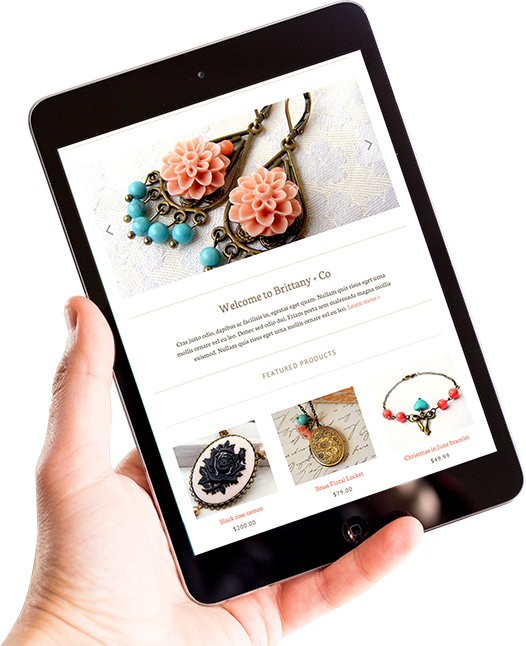 Welcome to Brittany + Co
Cras justo odio, dapibus ac facilisis in, egestas eget quam. Nullam quis risus eget urna
mollis ornare vel eu leo. Donec sed odio dui. Etiam porta sem malesuada magna mollis
euismod. Nullam quis risus eget urna mollis ornare vel eu leo. Learn more »
FEATURED PRODUCTS
Black rose cameo
$200.00
Brass Floral Locket
$79.00
Christmas in June bracelet
$49.99